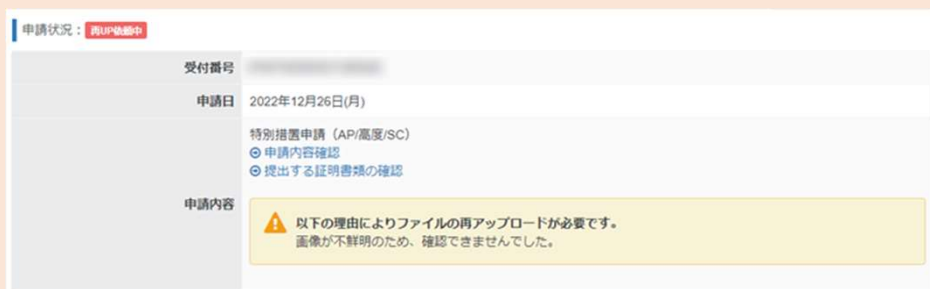 申請状況：再UP依頼中
受付番号
申請日 2022年12月26日(月)
特別措置申請（AP/高度/SC）
申請内容確認
提出する証明書類の確認
申請内容
以下の理由によりファイルの再アップロードが必要です。
画像が不鮮明のため、確認できませんでした。